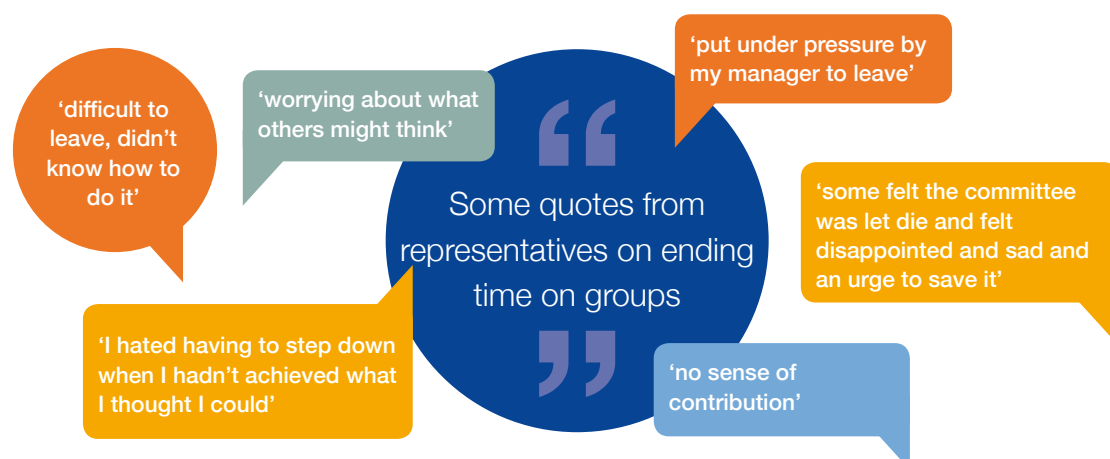 ‘difficult to
leave, didn’t
know how to
do it’
‘worrying about what
others might think’
‘put under pressure by
my manager to leave’
“
Some quotes from
representatives on ending
time on groups
”
‘some felt the committee
was let die and felt
disappointed and sad and
an urge to save it’
‘I hated having to step down
when I hadn’t achieved what
I thought I could’
‘no sense of
contribution’